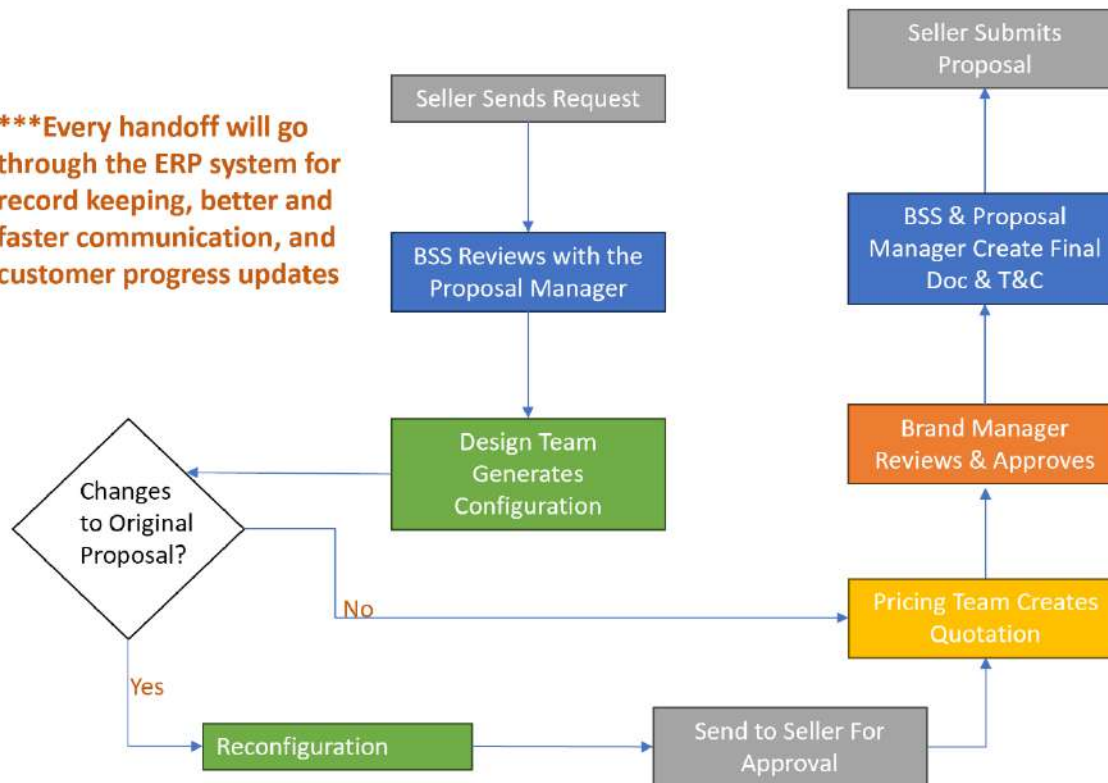 Seller Submits
Proposal
Seller Sends Request
***Every handoff will go
through the ERP system for
record keeping, better and
faster communication, and
customer progress updates
BSS Reviews with the
Proposal Manager
BSS & Proposal
Manager Create Final
Doc & T&C
Design Team
Generates
Configuration
Brand Manager
Reviews & Approves
Changes
to Original
Proposal?
No
Pricing Team Creates
Quotation
Yes
Reconfiguration
Send to Seller For
Approval